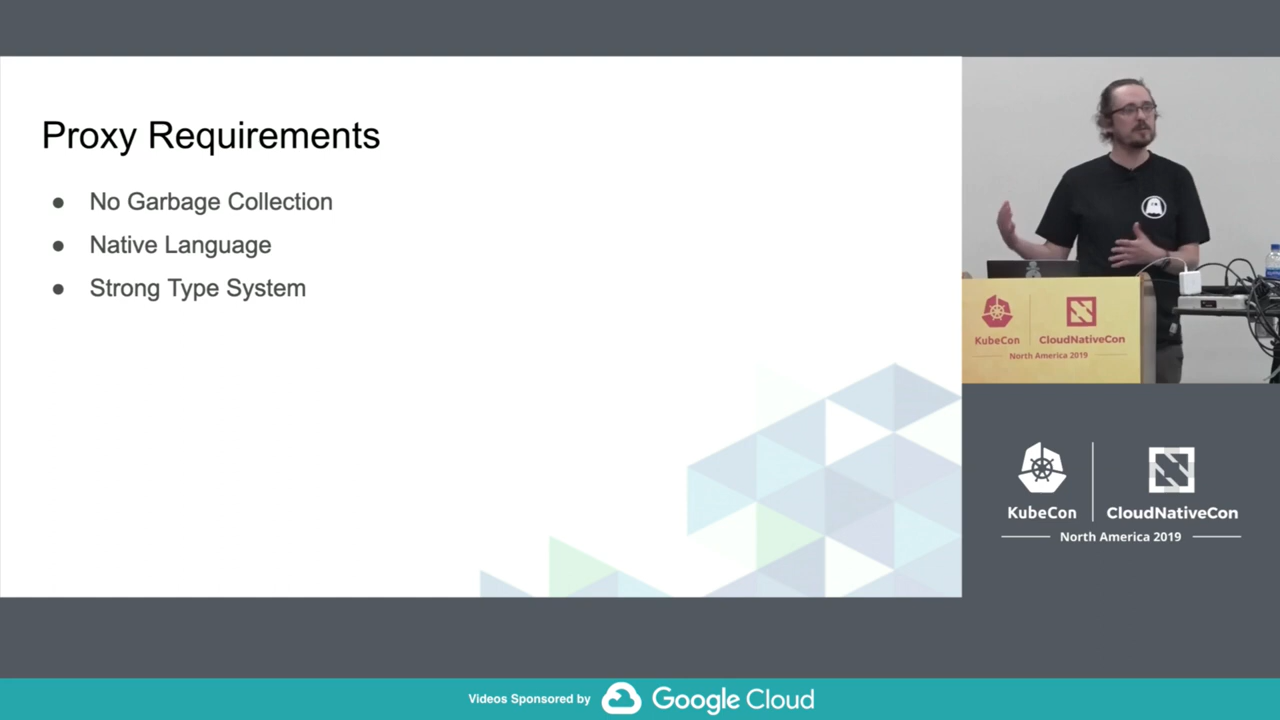 Proxy Requirements
● No Garbage Collection
● Native Language
● Strong Type System
KubeCon
CloudNativeCon
North America 2019
KubeCon
CloudNativeCon
North America 2019
Videos Sponsored by Google Cloud